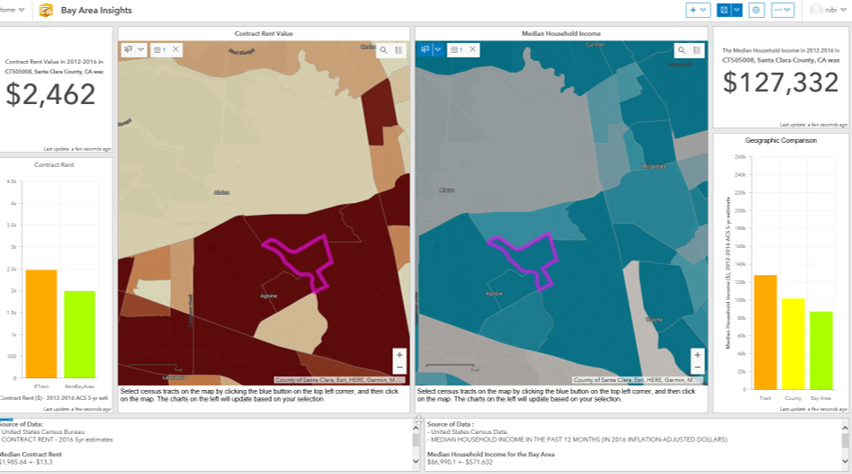 Home
Bay Area Insights
rubi
Contract Rent Value in 2012-2016 in
CT505008, Santa Clara County, CA was
$2,462
Last update: a few seconds ago
Contract Rent
4.5k
4k
3.5k
3k
2.5k
2k
1.5k
1k
500
0
RTract
RentBayArea
Contract Rent ($) - 2012-2016 ACS 5-yr esti
Last update: a few seconds ago
Contract Rent Value
1
Alviso
Agnew
County of Santa Clara, Esri, HERE, Garmin, M...
Select census tracts on the map by clicking the blue button on the top left corner, and then click
on the map. The charts on the left will update based on your selection
Median Household Income
1
Alviso
Agnew
County of Santa Clara, Esri, HERE, Garmin, M...
Select census tracts on the map by clicking the blue button on the top left corner, and then click
on the map. The charts on the left will update based on your selection
The Median Household Income in 2012-2016 in
CT505008, Santa Clara County, CA was
$127,332
Last update: a few seconds ago
Geographic Comparison
Median Household Income ($), 2012-2016 ACS 5-yr estimate
260k
240k
220k
200k
180k
160k
140k
120k
100k
80k
60k
40k
20k
0
Tract
County
Bay Area
Last update: a few seconds ago
Source of Data:
- United States Census Bureau
- CONTRACT RENT - 2016 5yr estimates
Median Contract Rent
$1,985.64 +- $13.3
Source of Data :
- United States Census Data.
- MEDIAN HOUSEHOLD INCOME IN THE PAST 12 MONTHS (IN 2016 INFLATION-ADJUSTED DOLLARS)
Median Household Income for the Bay Area
$86,990.1 +- $571.632